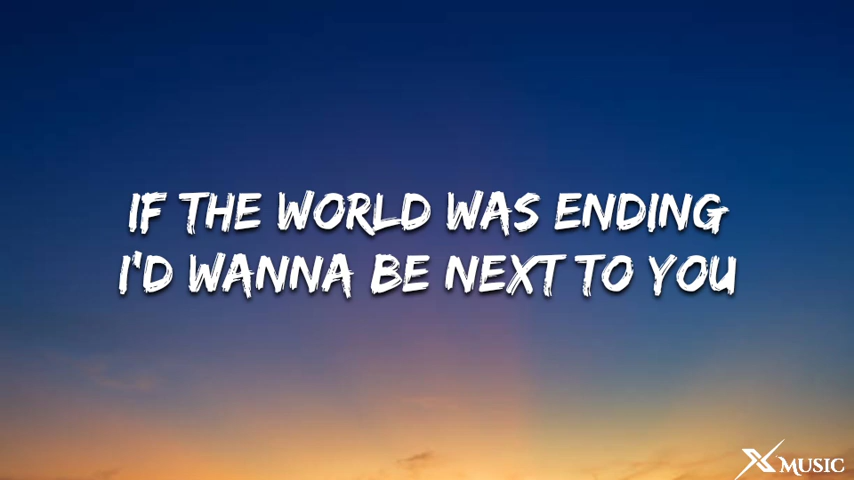 IF THE WORLD WAS ENDING
I'D WANNA BE NEXT TO YOU
X MUSIC